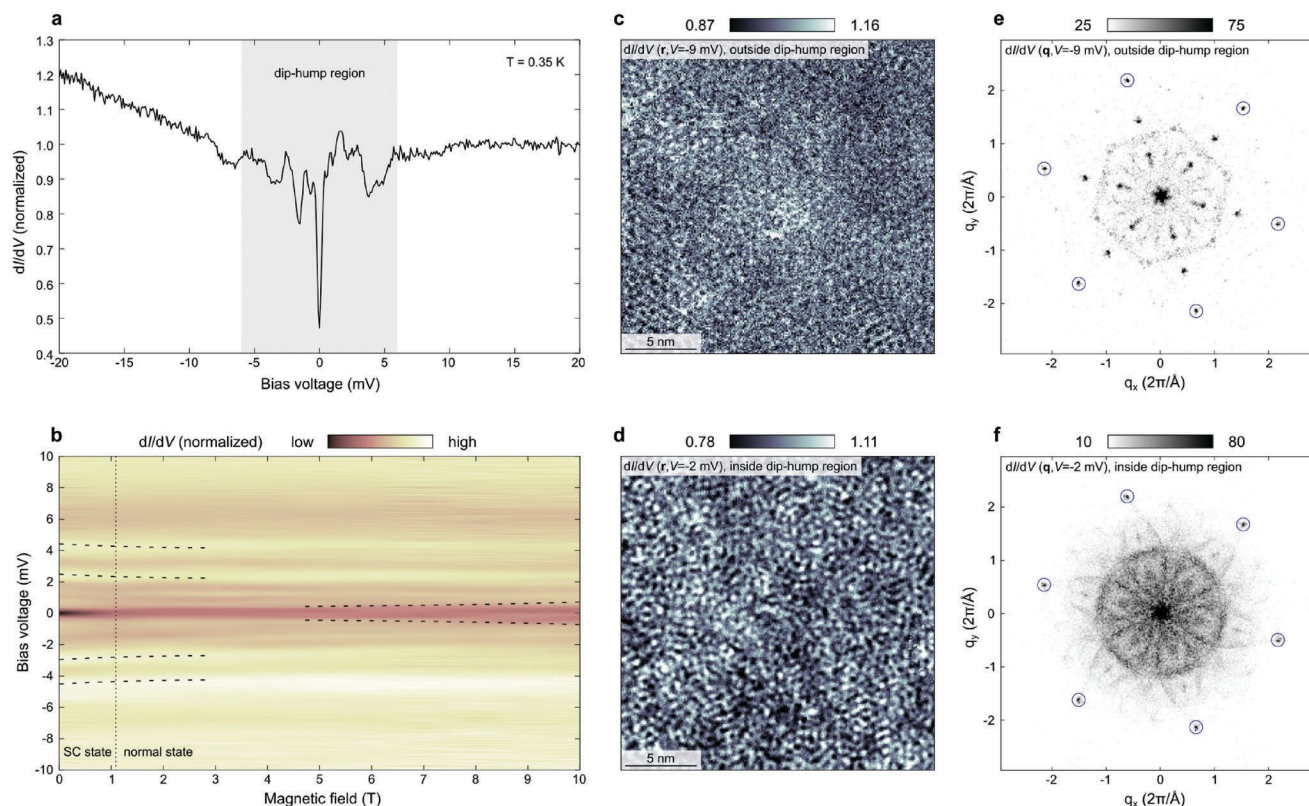 a
1.3
1.2
1.1
1.0
0.9
0.8
0.7
0.6
0.5
0.4
dI/dV (normalized)
dip-hump region
T = 0.35 K
-20 -15 -10 -5 0 5 10 15 20
Bias voltage (mV)
b
dI/dV (normalized) low high
10
8
6
4
2
0
-2
-4
-6
-8
-10
Bias voltage (mV)
SC state normal state
0 1 2 3 4 5 6 7 8 9 10
Magnetic field (T)
c
0.87 1.16
dI/dV (r,V=-9 mV), outside dip-hump region
5 nm
d
0.78 1.11
dI/dV (r,V=-2 mV), inside dip-hump region
5 nm
e
25 75
dI/dV (q,V=-9 mV), outside dip-hump region
2
1
0
-1
-2
qy (2π/Å)
-2 -1 0 1 2
qx (2π/Å)
f
10 80
dI/dV (q,V=-2 mV), inside dip-hump region
2
1
0
-1
-2
qy (2π/Å)
-2 -1 0 1 2
qx (2π/Å)